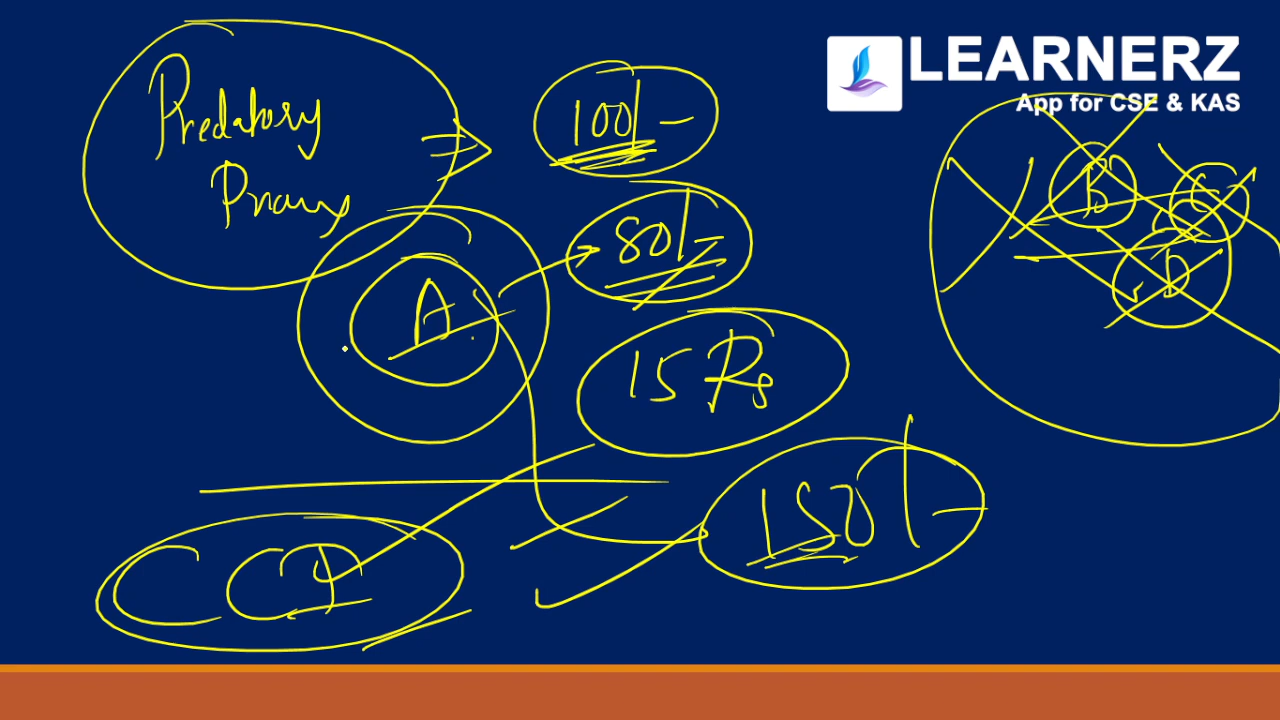 LEARNERZ
App for CSE & KAS
Predatory
Pricing
100/-
B
C
80/-
A
D
15 Rs
150/-
CCI